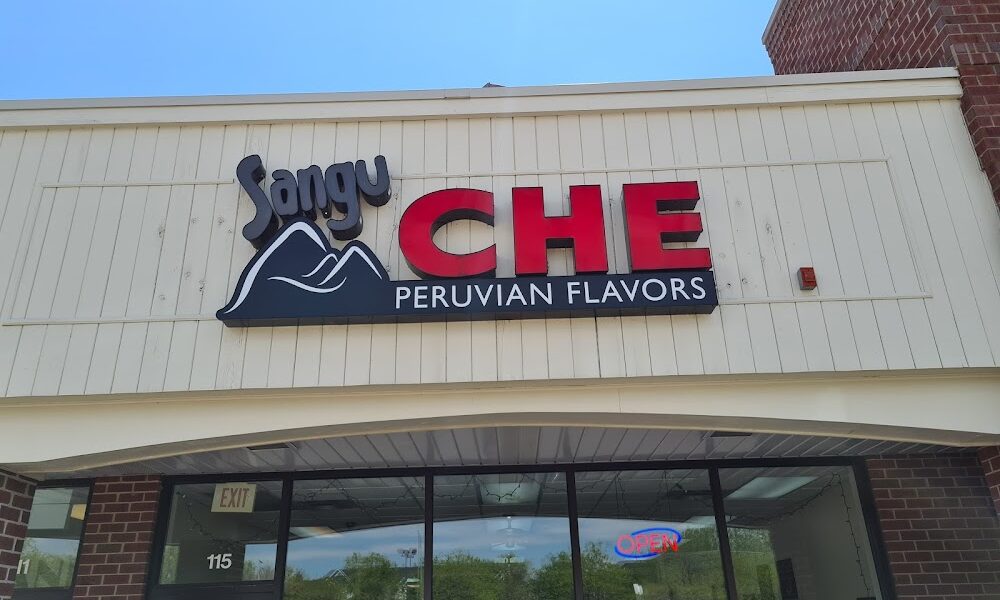 Sangu
CHE
PERUVIAN FLAVORS
EXIT
OPEN
115